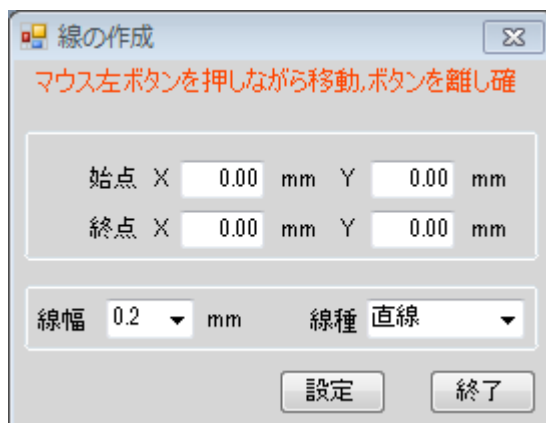 線の作成
マウス左ボタンを押しながら移動,ボタンを離し確
始点 X 0.00 mm Y 0.00 mm
終点 X 0.00 mm Y 0.00 mm
線幅 0.2 mm 線種 直線
設定 終了